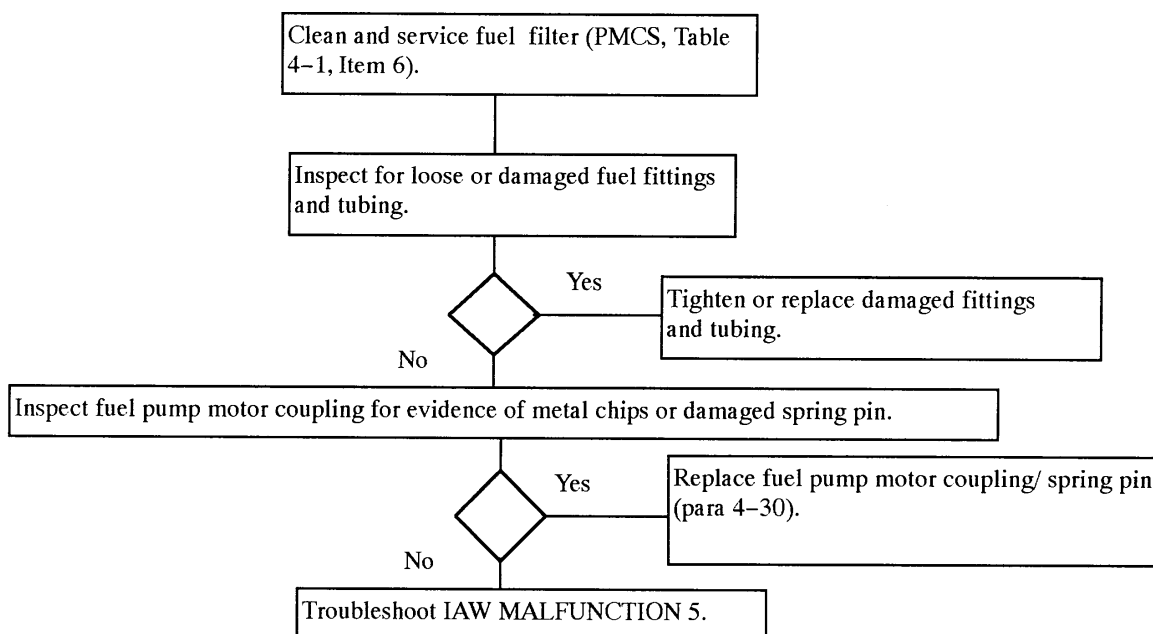 Clean and service fuel filter (PMCS, Table
4–1, Item 6).
Inspect for loose or damaged fuel fittings
and tubing.
Yes
Tighten or replace damaged fittings
and tubing.
No
Inspect fuel pump motor coupling for evidence of metal chips or damaged spring pin.
Yes
Replace fuel pump motor coupling/ spring pin
(para 4–30).
No
Troubleshoot IAW MALFUNCTION 5.